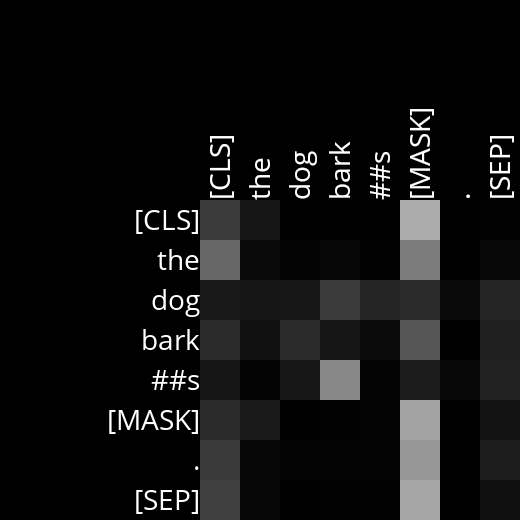 [CLS] the dog bark ##s [MASK] . [SEP]
[CLS]
the
dog
bark
##s
[MASK]
.
[SEP]